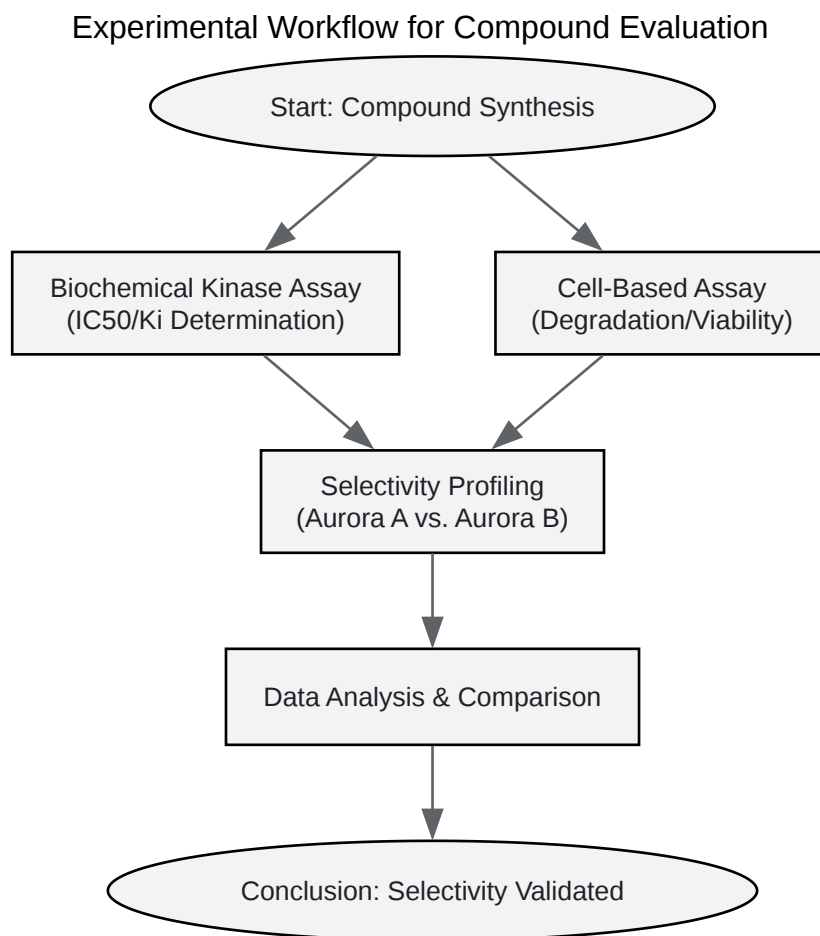 Experimental Workflow for Compound Evaluation
Start: Compound Synthesis
Biochemical Kinase Assay
(IC50/Ki Determination)
Cell-Based Assay
(Degradation/Viability)
Selectivity Profiling
(Aurora A vs. Aurora B)
Data Analysis & Comparison
Conclusion: Selectivity Validated